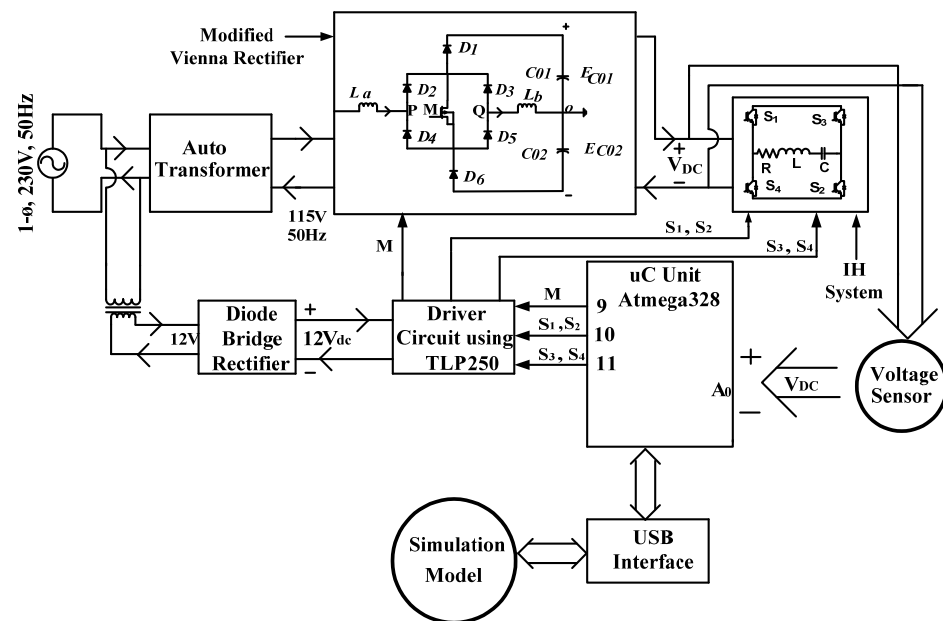 Modified
Vienna Rectifier
1-ø, 230V, 50Hz
Auto
Transformer
115V
50Hz
La
P
M
Q
D1
D2
D3
D4
D5
D6
Lb
o
+
C01
EC01
C02
EC02
−
+
VDC
−
S1
S3
R
L
C
S4
S2
IH
System
M
S1, S2
S3, S4
12V
Diode
Bridge
Rectifier
+
12Vdc
−
Driver
Circuit using
TLP250
M
S1,S2
S3, S4
uC Unit
Atmega328
9
10
11
A0
+
VDC
−
Voltage
Sensor
USB
Interface
Simulation
Model